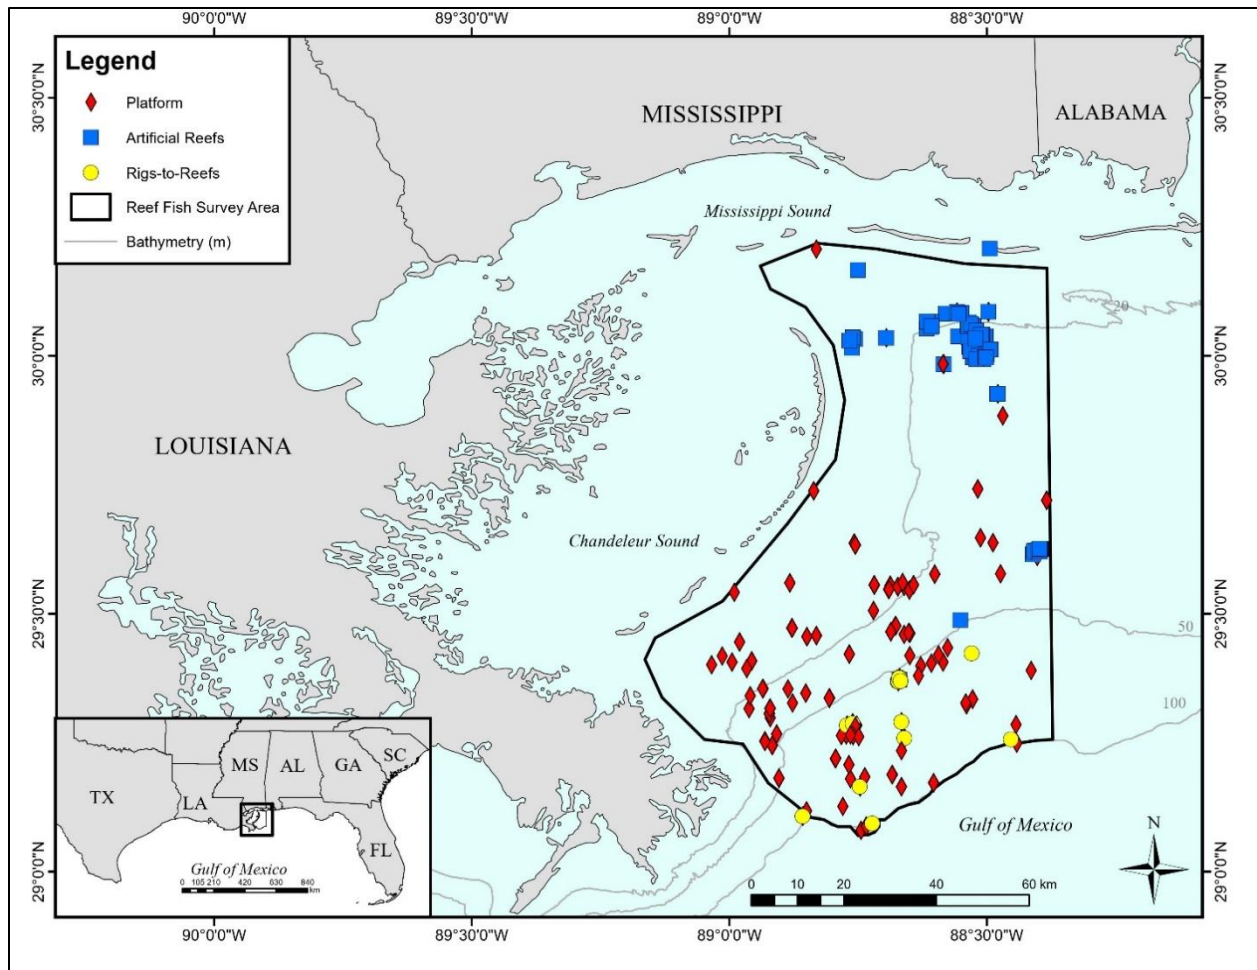 90°0'0"W
89°30'0"W
89°0'0"W
88°30'0"W
Legend
Platform
Artificial Reefs
Rigs-to-Reefs
Reef Fish Survey Area
Bathymetry (m)
30°30'0"N
30°30'0"N
MISSISSIPPI
ALABAMA
Mississippi Sound
20
30°0'0"N
30°0'0"N
LOUISIANA
Chandeleur Sound
29°30'0"N
29°30'0"N
50
100
MS
AL
GA
SC
TX
LA
FL
Gulf of Mexico
0 105 210 420 630 840
km
Gulf of Mexico
N
29°0'0"N
29°0'0"N
0 10 20 40 60 km
90°0'0"W
89°30'0"W
89°0'0"W
88°30'0"W